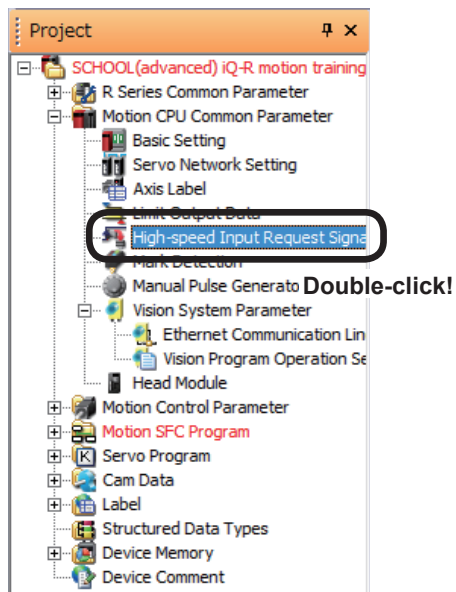 Project
SCHOOL(advanced) iQ-R motion training
R Series Common Parameter
Motion CPU Common Parameter
Basic Setting
Servo Network Setting
Axis Label
Limit Output Data
High-speed Input Request Signa
Mark Detection
Manual Pulse Generato
Double-click!
Vision System Parameter
Ethernet Communication Lin
Vision Program Operation Se
Head Module
Motion Control Parameter
Motion SFC Program
Servo Program
Cam Data
Label
Structured Data Types
Device Memory
Device Comment